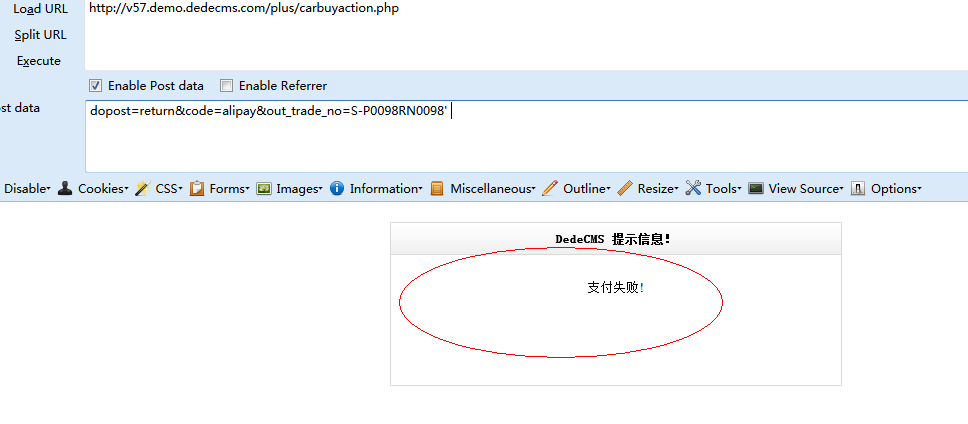 Load URL
http://v57.demo.dedecms.com/plus/carbuyaction.php
Split URL
Execute
Enable Post data
Enable Referrer
st data
dopost=return&code=alipay&out_trade_no=S-P0098RN0098'
Disable
Cookies
CSS
Forms
Images
Information
Miscellaneous
Outline
Resize
Tools
View Source
Options
DedeCMS 提示信息!
支付失败!